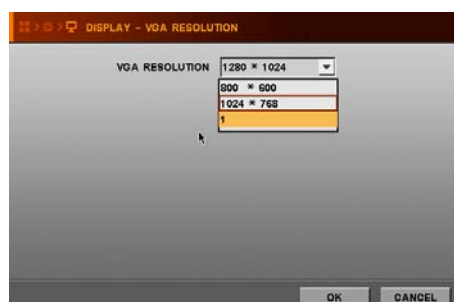 DISPLAY - VGA RESOLUTION
VGA RESOLUTION 1280 * 1024
800 * 600
1024 * 768
1
OK CANCEL